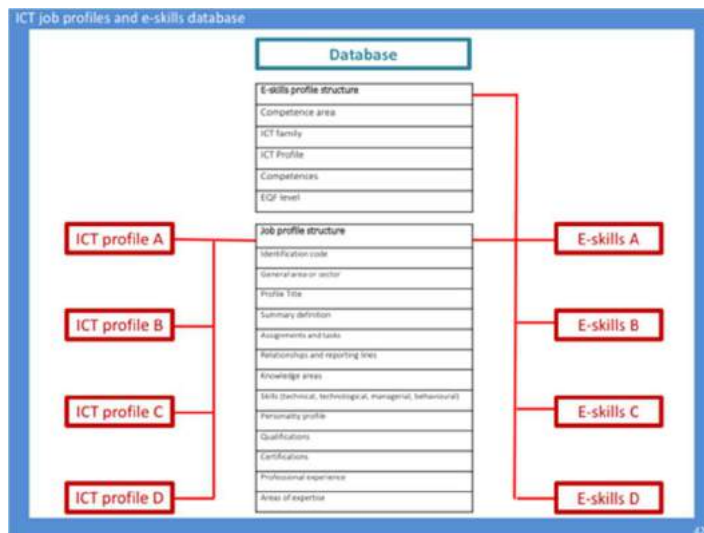 ICT job profiles and e-skills database
Database
E-skills profile structure
Competence area
ICT family
ICT Profile
Competences
EQF level
Job profile structure
Identification code
General area or sector
Profile Title
Summary definition
Assignments and tasks
Relationships and reporting lines
Knowledge areas
Skills (technical, technological, managerial, behavioural)
Personality profile
Qualifications
Certifications
Professional experience
Areas of expertise
ICT profile A
ICT profile B
ICT profile C
ICT profile D
E-skills A
E-skills B
E-skills C
E-skills D